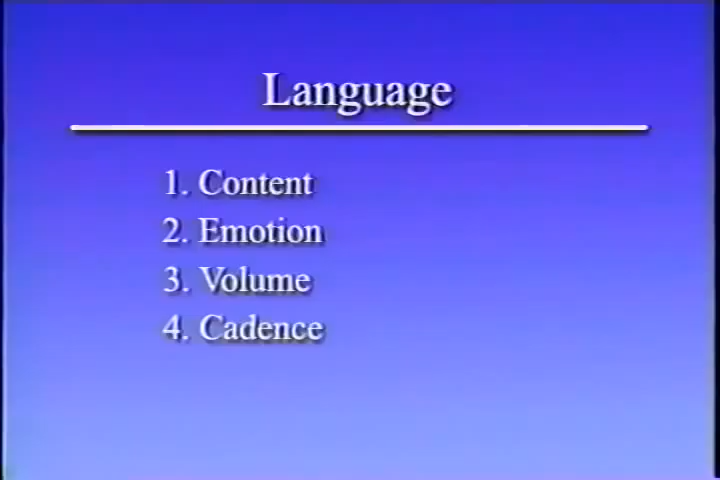 Language
1. Content
2. Emotion
3. Volume
4. Cadence